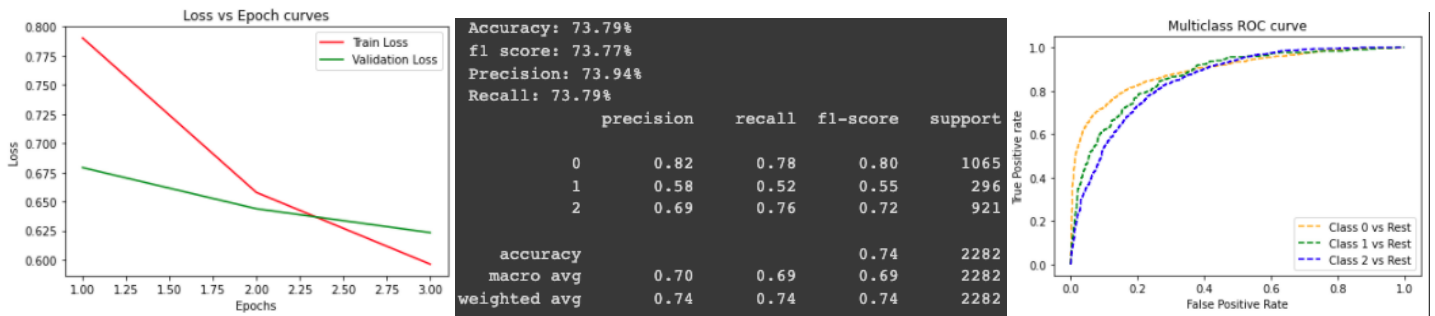 Loss vs Epoch curves
Train Loss
Validation Loss
0.800
0.775
0.750
0.725
0.700
0.675
0.650
0.625
0.600
Loss
1.00 1.25 1.50 1.75 2.00 2.25 2.50 2.75 3.00
Epochs
Accuracy: 73.79%
f1 score: 73.77%
Precision: 73.94%
Recall: 73.79%
precision recall f1-score support
0 0.82 0.78 0.80 1065
1 0.58 0.52 0.55 296
2 0.69 0.76 0.72 921
accuracy 0.74 2282
macro avg 0.70 0.69 0.69 2282
weighted avg 0.74 0.74 0.74 2282
Multiclass ROC curve
1.0
0.8
0.6
0.4
0.2
0.0
True Positive rate
Class 0 vs Rest
Class 1 vs Rest
Class 2 vs Rest
0.0 0.2 0.4 0.6 0.8 1.0
False Positive Rate